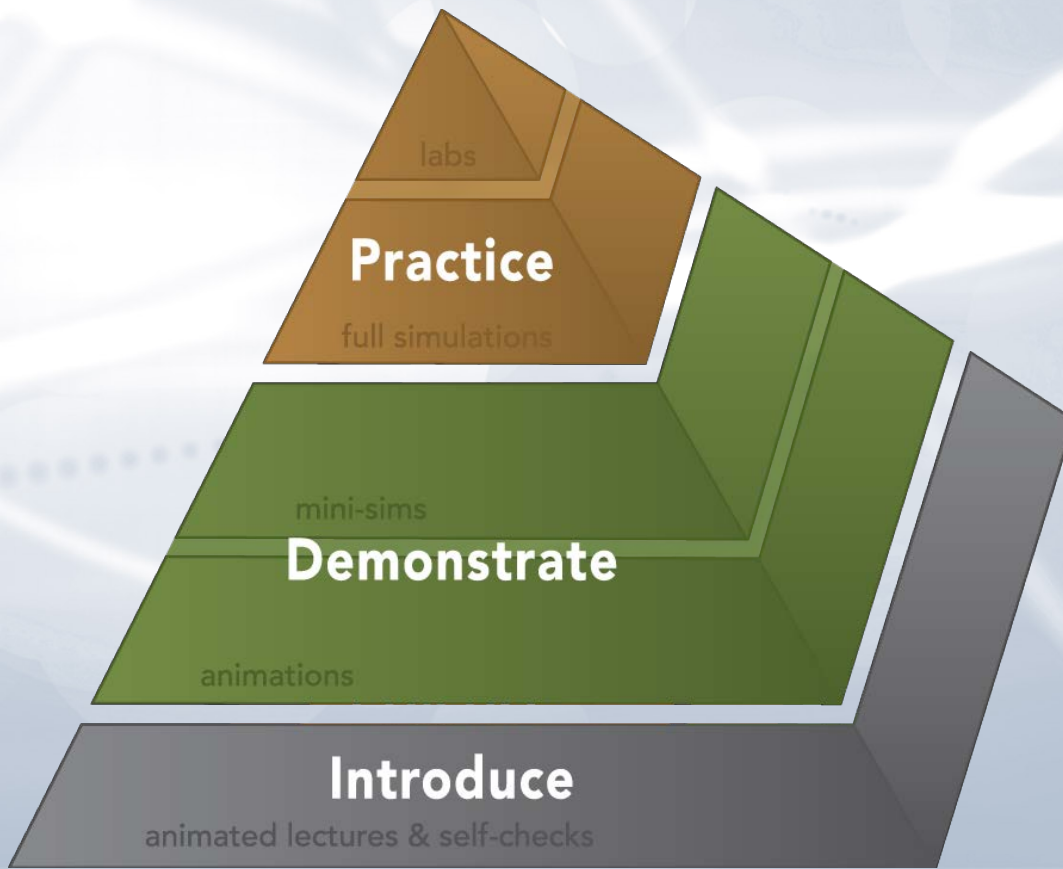 labs
Practice
full simulations
mini-sims
Demonstrate
animations
Introduce
animated lectures & self-checks